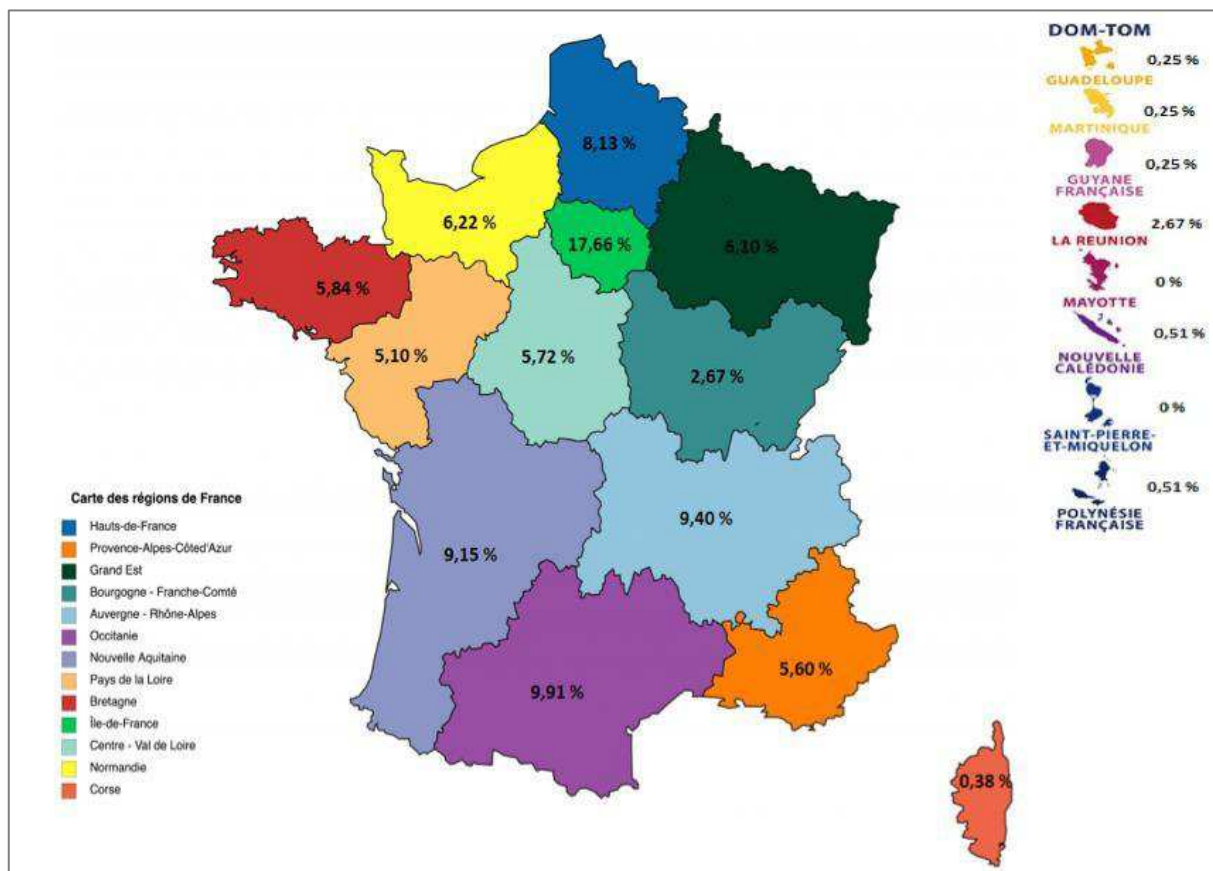 DOM-TOM
0,25 %
GUADELOUPE
0,25 %
MARTINIQUE
0,25 %
GUYANE
FRANÇAISE
2,67 %
LA REUNION
0 %
MAYOTTE
0,51 %
NOUVELLE
CALÉDONIE
0 %
SAINT-PIERRE-
ET-MIQUELON
0,51 %
POLYNÉSIE
FRANÇAISE
8,13 %
6,22 %
17,66 %
6,10 %
5,84 %
5,10 %
5,72 %
2,67 %
9,15 %
9,40 %
9,91 %
5,60 %
0,38 %
Carte des régions de France
Hauts-de-France
Provence-Alpes-Côted'Azur
Grand Est
Bourgogne - Franche-Comté
Auvergne - Rhône-Alpes
Occitanie
Nouvelle Aquitaine
Pays de la Loire
Bretagne
Île-de-France
Centre - Val de Loire
Normandie
Corse